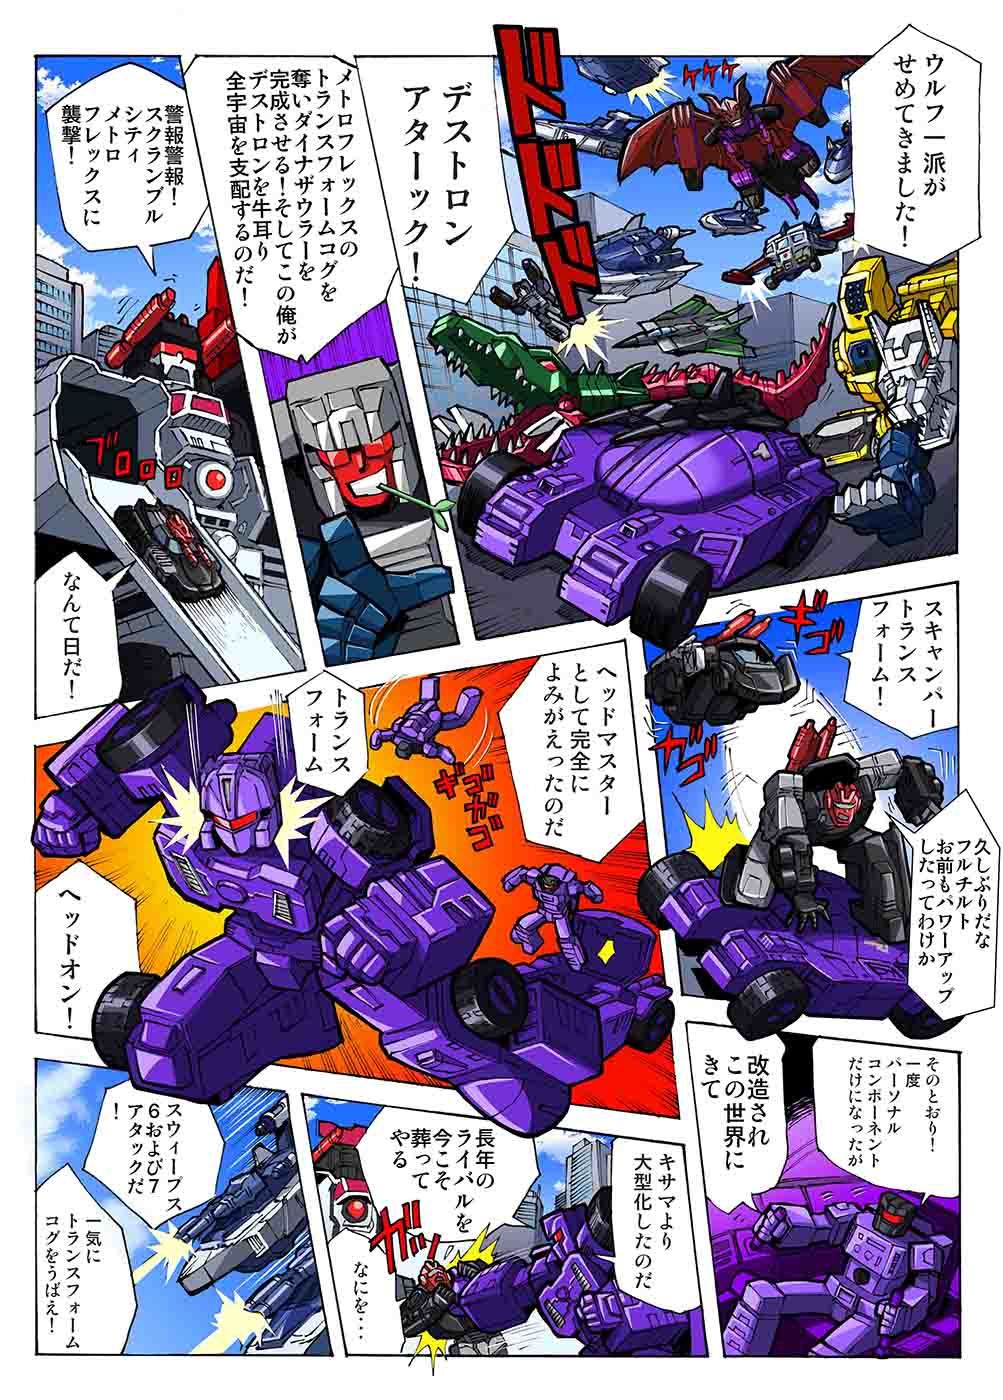 ウルフ一派が
せめてきました！
ズドドド
ケケケケ
デストロン
アターック！
メトロフレックスの
トランスフォームコグを
奪いダイナザウラーを
完成させる！そしてこの俺が
デストロンを牛耳り
全宇宙を支配するのだ！
警報警報！
スクランブル
シティ
メトロ
フレックスに
襲撃！
ゴロロロ
なんて日だ！
スキャンパー
トランス
フォーム！
ギゴ
ガゴ
久しぶりだな
フルチルト
お前もパワーアップ
したってわけか
ヘッドマスター
として完全に
よみがえったのだ
ギゴガゴ
トランス
フォーム
ヘッドオン！
そのとおり！
一度
パーソナル
コンポーネント
だけになったが
改造され
この世界に
きて
キサマより
大型化したのだ
長年の
ライバルを
今こそ
葬って
やる
ガッ
なにを・・・
スウィープス
６および７
アタックだ
！
一気に
トランスフォーム
コグをうばえ！